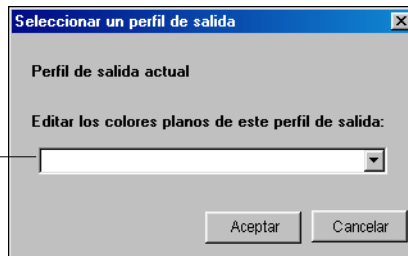 Seleccionar un perfil de salida
Perfil de salida actual
Editar los colores planos de este perfil de salida:
Aceptar
Cancelar